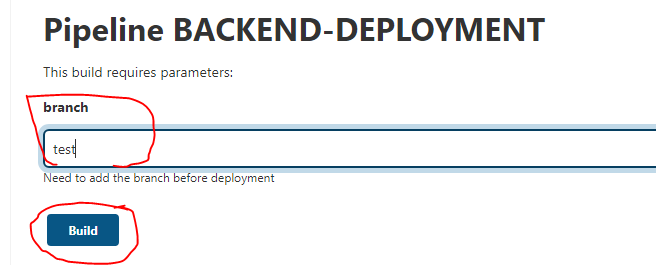 Pipeline BACKEND-DEPLOYMENT
This build requires parameters:
branch
test
Need to add the branch before deployment
Build